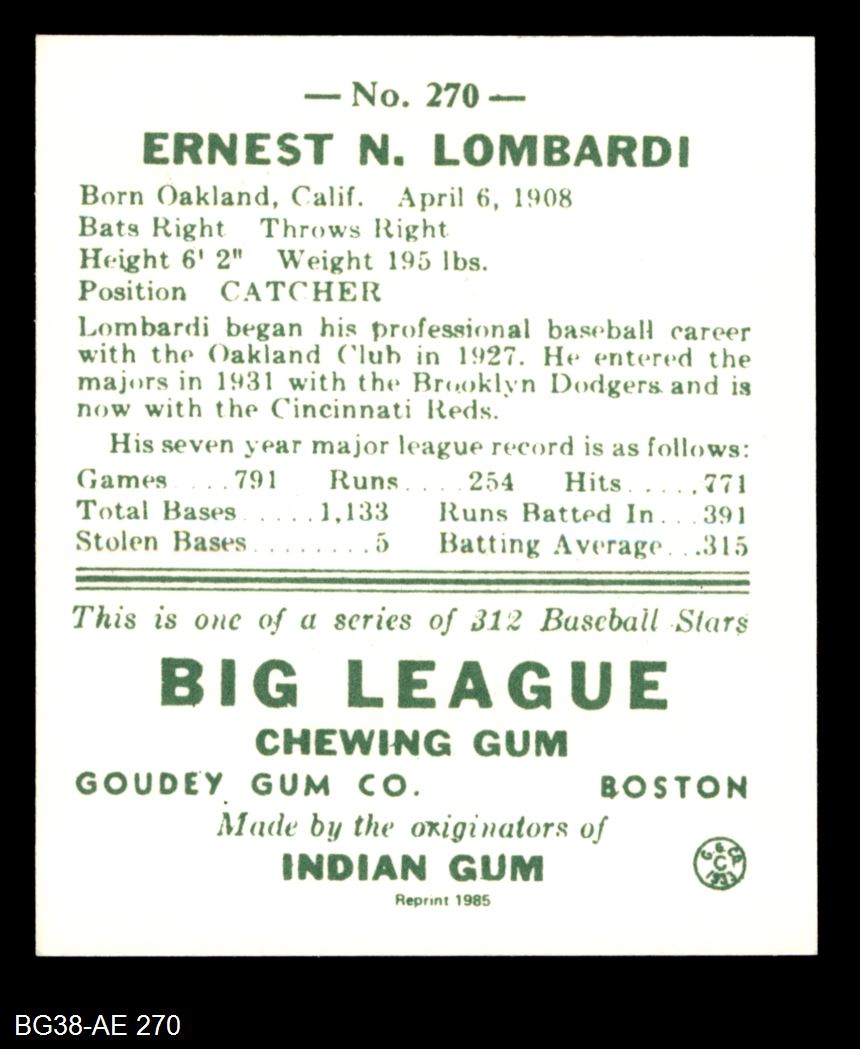 — No. 270 —
ERNEST N. LOMBARDI
Born Oakland, Calif. April 6, 1908
Bats Right Throws Right
Height 6' 2" Weight 195 lbs.
Position CATCHER
Lombardi began his professional baseball career
with the Oakland Club in 1927. He entered the
majors in 1931 with the Brooklyn Dodgers and is
now with the Cincinnati Reds.
His seven year major league record is as follows:
Games....791 Runs....254 Hits.....771
Total Bases.....1,133 Runs Batted In...391
Stolen Bases........5 Batting Average...315
This is one of a series of 312 Baseball Stars
BIG LEAGUE
CHEWING GUM
GOUDEY GUM CO. BOSTON
Made by the originators of
INDIAN GUM
G. G. CO.
C
1933
Reprint 1985
BG38-AE 270